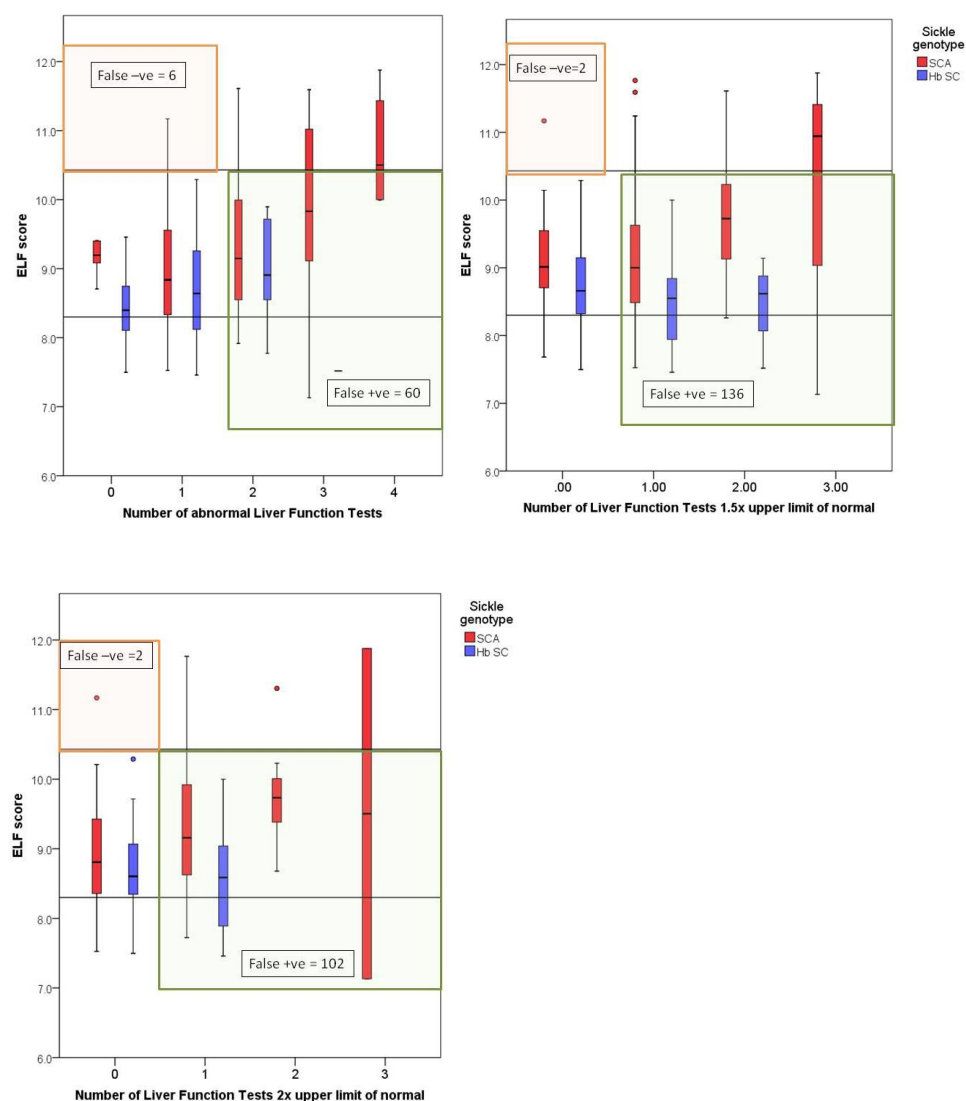 Sickle
genotype
SCA
Hb SC
12.0
11.0
10.0
9.0
8.0
7.0
6.0
ELF score
False –ve = 6
False +ve = 60
0 1 2 3 4
Number of abnormal Liver Function Tests
12.0
11.0
10.0
9.0
8.0
7.0
6.0
ELF score
False –ve=2
False +ve = 136
.00 1.00 2.00 3.00
Number of Liver Function Tests 1.5x upper limit of normal
Sickle
genotype
SCA
Hb SC
12.0
11.0
10.0
9.0
8.0
7.0
6.0
ELF score
False –ve =2
False +ve = 102
0 1 2 3
Number of Liver Function Tests 2x upper limit of normal